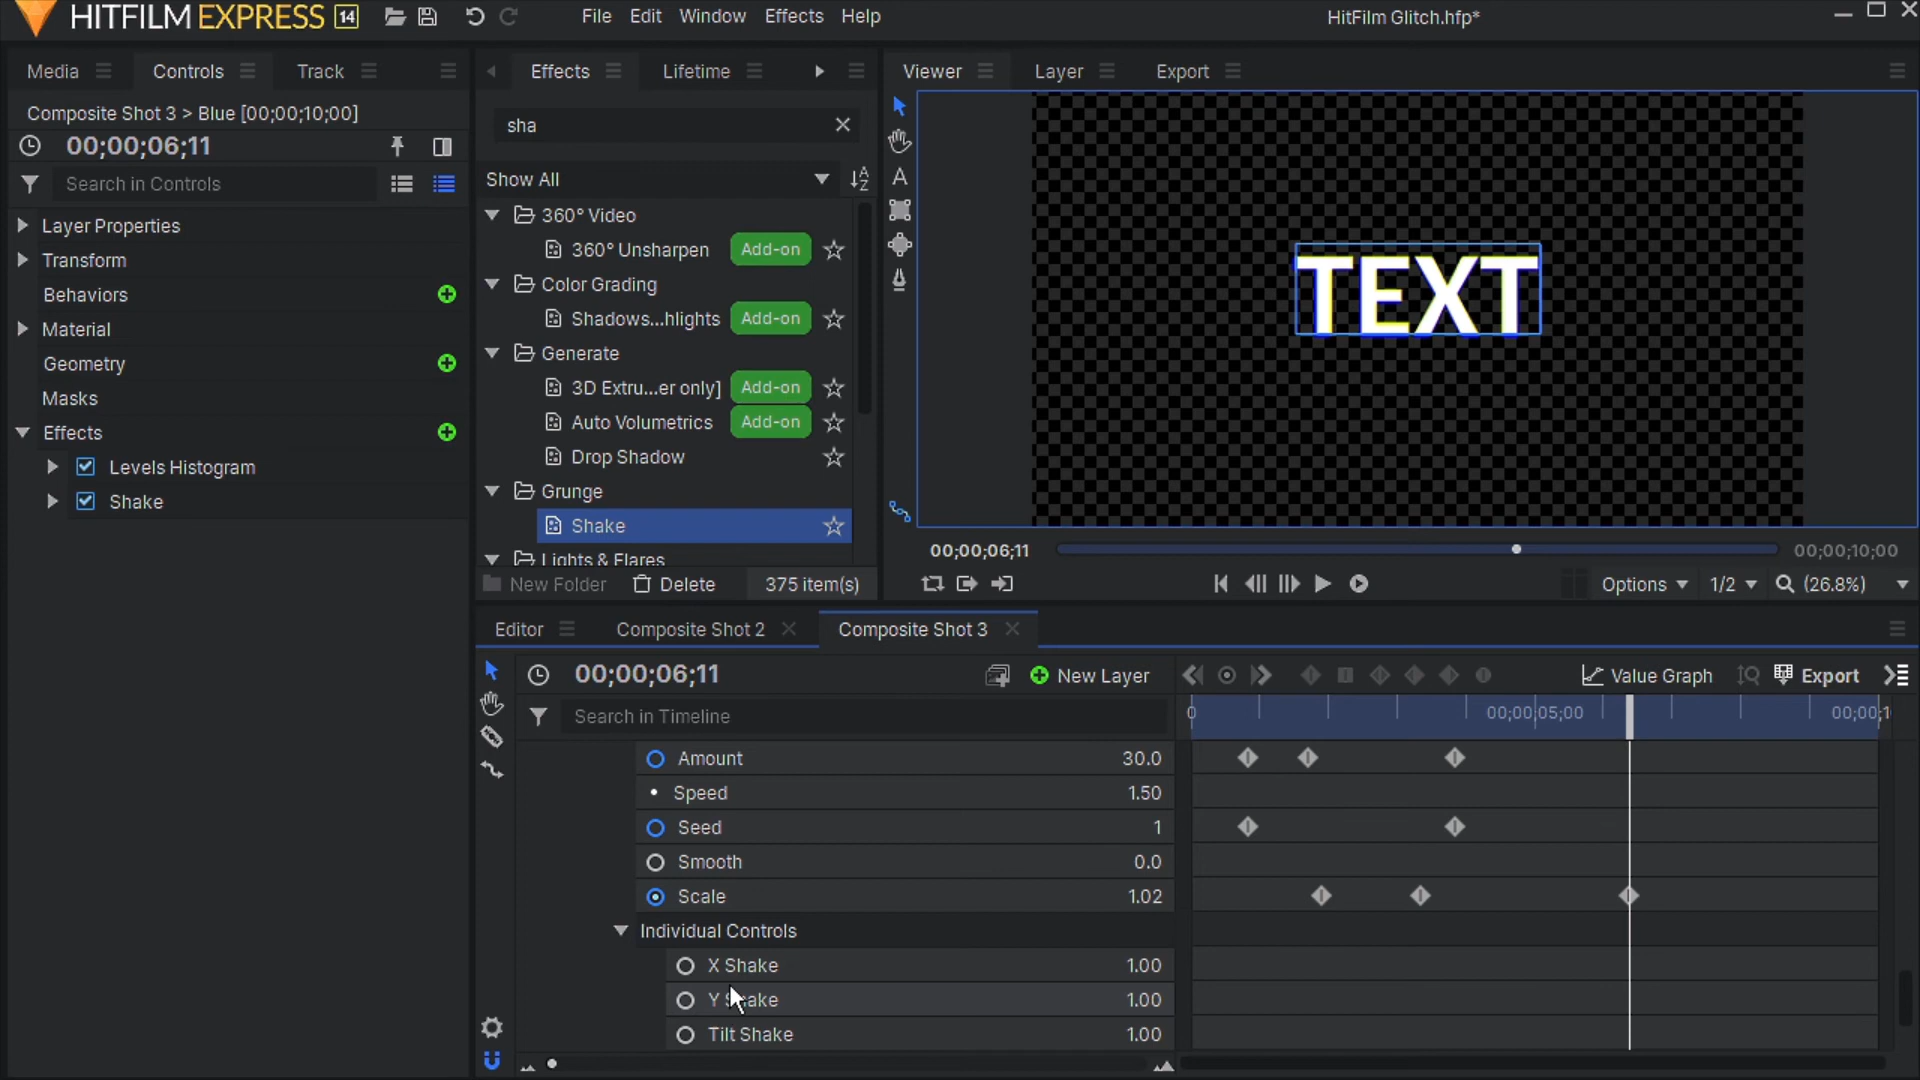 HITFILM EXPRESS 14
File Edit Window Effects Help
HitFilm Glitch.hfp*
Media Controls Track
Composite Shot 3 > Blue [00;00;10;00]
00;00;06;11
Search in Controls
Layer Properties
Transform
Behaviors
Material
Geometry
Masks
Effects
Levels Histogram
Shake
Effects Lifetime
sha
Show All
360° Video
360° Unsharpen Add-on
Color Grading
Shadows...hlights Add-on
Generate
3D Extru...er only] Add-on
Auto Volumetrics Add-on
Drop Shadow
Grunge
Shake
Lights & Flares
New Folder Delete 375 item(s)
Viewer Layer Export
TEXT
00;00;06;11 00;00;10;00
Options 1/2 (26.8%)
Editor Composite Shot 2 Composite Shot 3
00;00;06;11 New Layer Value Graph Export
Search in Timeline 0 00;00;05;00 00;00;1
Amount 30.0
Speed 1.50
Seed 1
Smooth 0.0
Scale 1.02
Individual Controls
X Shake 1.00
Y Shake 1.00
Tilt Shake 1.00